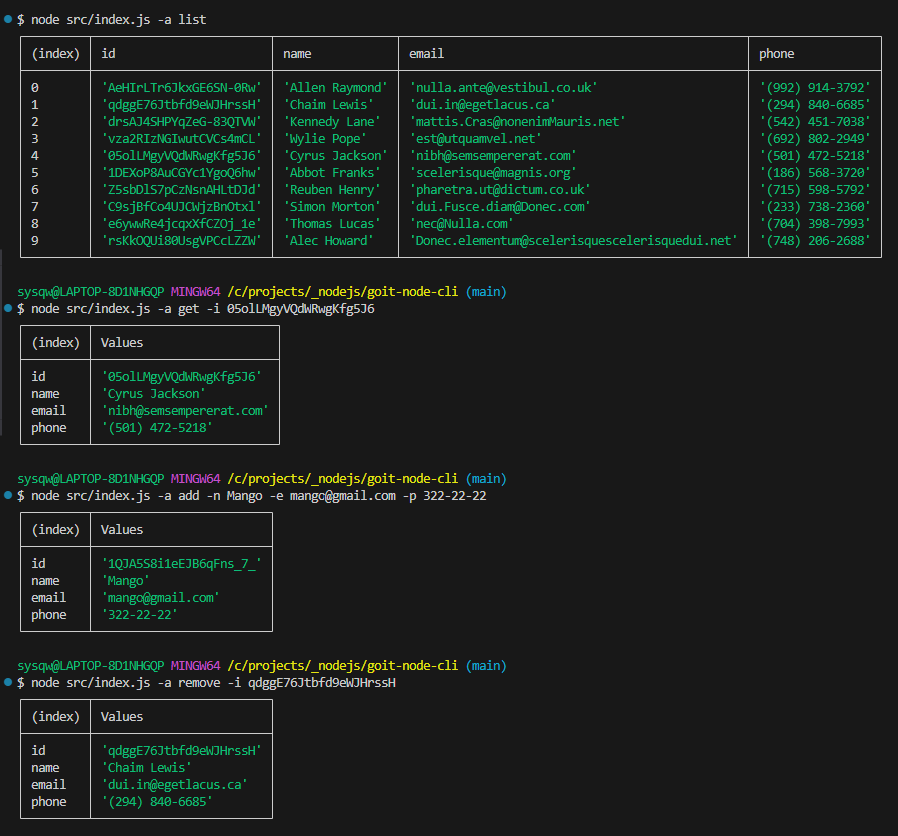 $ node src/index.js -a list
(index) id name email phone
0 'AeHIrLTr6JkxGE6SN-0Rw' 'Allen Raymond' 'nulla.ante@vestibul.co.uk' '(992) 914-3792'
1 'qdggE76Jtbfd9eWJHrssH' 'Chaim Lewis' 'dui.in@egetlacus.ca' '(294) 840-6685'
2 'drsAJ4SHPYqZeG-83QTVW' 'Kennedy Lane' 'mattis.Cras@nonenimMauris.net' '(542) 451-7038'
3 'vza2RIzNGIwutCVCs4mCL' 'Wylie Pope' 'est@utquamvel.net' '(692) 802-2949'
4 '05olLMgyVQdWRwgKfg5J6' 'Cyrus Jackson' 'nibh@semsempererat.com' '(501) 472-5218'
5 '1DEXoP8AuCGYc1YgoQ6hw' 'Abbot Franks' 'scelerisque@magnis.org' '(186) 568-3720'
6 'Z5sbDlS7pCzNsnAHLtDJd' 'Reuben Henry' 'pharetra.ut@dictum.co.uk' '(715) 598-5792'
7 'C9sjBfCo4UJCWjzBnOtxl' 'Simon Morton' 'dui.Fusce.diam@Donec.com' '(233) 738-2360'
8 'e6ywwRe4jcqxXfCZOj_1e' 'Thomas Lucas' 'nec@Nulla.com' '(704) 398-7993'
9 'rsKkOQUi80UsgVPCcLZZW' 'Alec Howard' 'Donec.elementum@scelerisquescelerisquedui.net' '(748) 206-2688'
sysqw@LAPTOP-8D1NHGQP MINGW64 /c/projects/_nodejs/goit-node-cli (main)
$ node src/index.js -a get -i 05olLMgyVQdWRwgKfg5J6
(index) Values
id '05olLMgyVQdWRwgKfg5J6'
name 'Cyrus Jackson'
email 'nibh@semsempererat.com'
phone '(501) 472-5218'
sysqw@LAPTOP-8D1NHGQP MINGW64 /c/projects/_nodejs/goit-node-cli (main)
$ node src/index.js -a add -n Mango -e mango@gmail.com -p 322-22-22
(index) Values
id '1QJA5S8i1eEJB6qFns_7_'
name 'Mango'
email 'mango@gmail.com'
phone '322-22-22'
sysqw@LAPTOP-8D1NHGQP MINGW64 /c/projects/_nodejs/goit-node-cli (main)
$ node src/index.js -a remove -i qdggE76Jtbfd9eWJHrssH
(index) Values
id 'qdggE76Jtbfd9eWJHrssH'
name 'Chaim Lewis'
email 'dui.in@egetlacus.ca'
phone '(294) 840-6685'